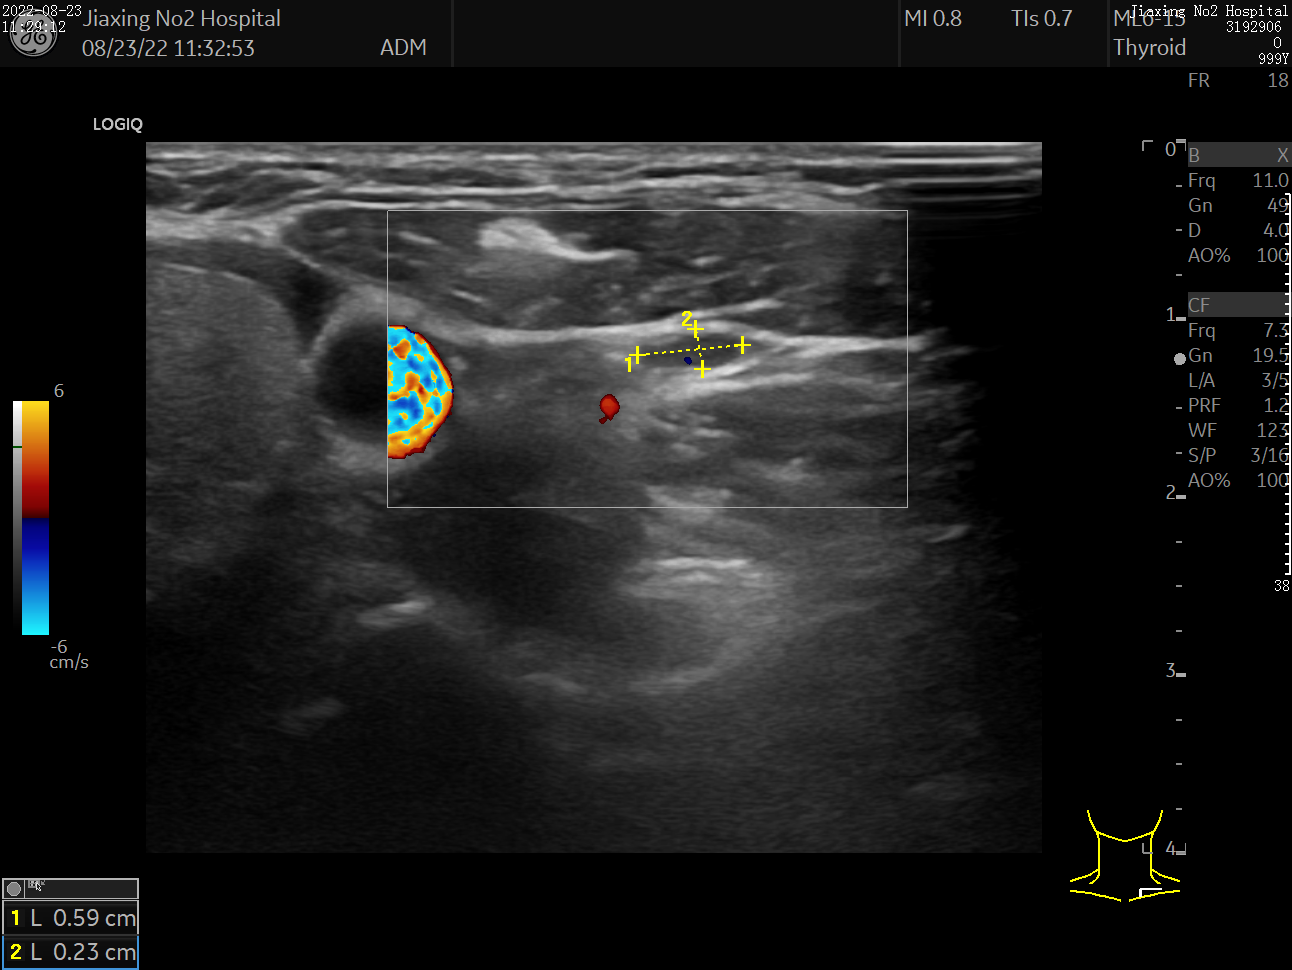 2022-08-23
11:29:12
Jiaxing No2 Hospital
08/23/22 11:32:53
ADM
MI 0.8
TIs 0.7
Jiaxing No2 Hospital
3192906
0
999Y
Thyroid
FR 18
LOGIQ
B X
Frq 11.0
Gn 49
D 4.0
AO% 100
CF
Frq 7.3
Gn 19.5
L/A 3/5
PRF 1.2
WF 123
S/P 3/16
AO% 100
0
1
2
3
4
38
2
1
6
-6
cm/s
1 L 0.59 cm
2 L 0.23 cm